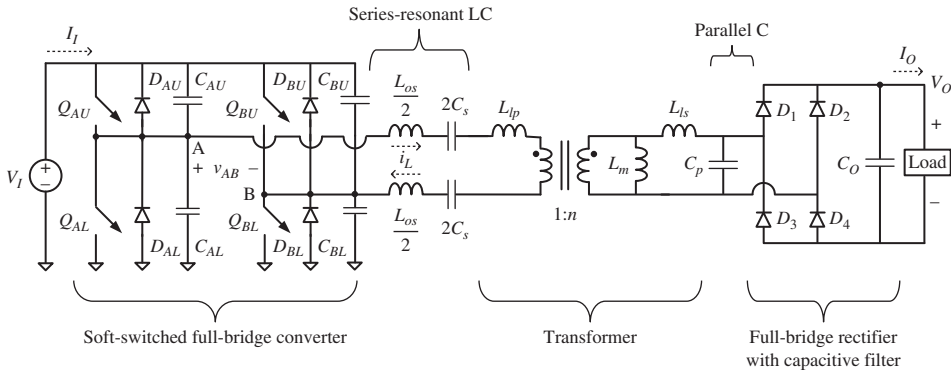 Series-resonant LC
Parallel C
I_I
D_AU C_AU D_BU C_BU
L_os
2
2C_s
L_lp
L_ls
I_O
V_O
Q_AU
Q_BU
D_1 D_2
A
+ v_AB −
i_L
V_I
+
−
B
L_m
C_p
C_O
+
Load
−
1:n
Q_AL
Q_BL
L_os
2
2C_s
D_3 D_4
D_AL C_AL
D_BL C_BL
Soft-switched full-bridge converter
Transformer
Full-bridge rectifier
with capacitive filter